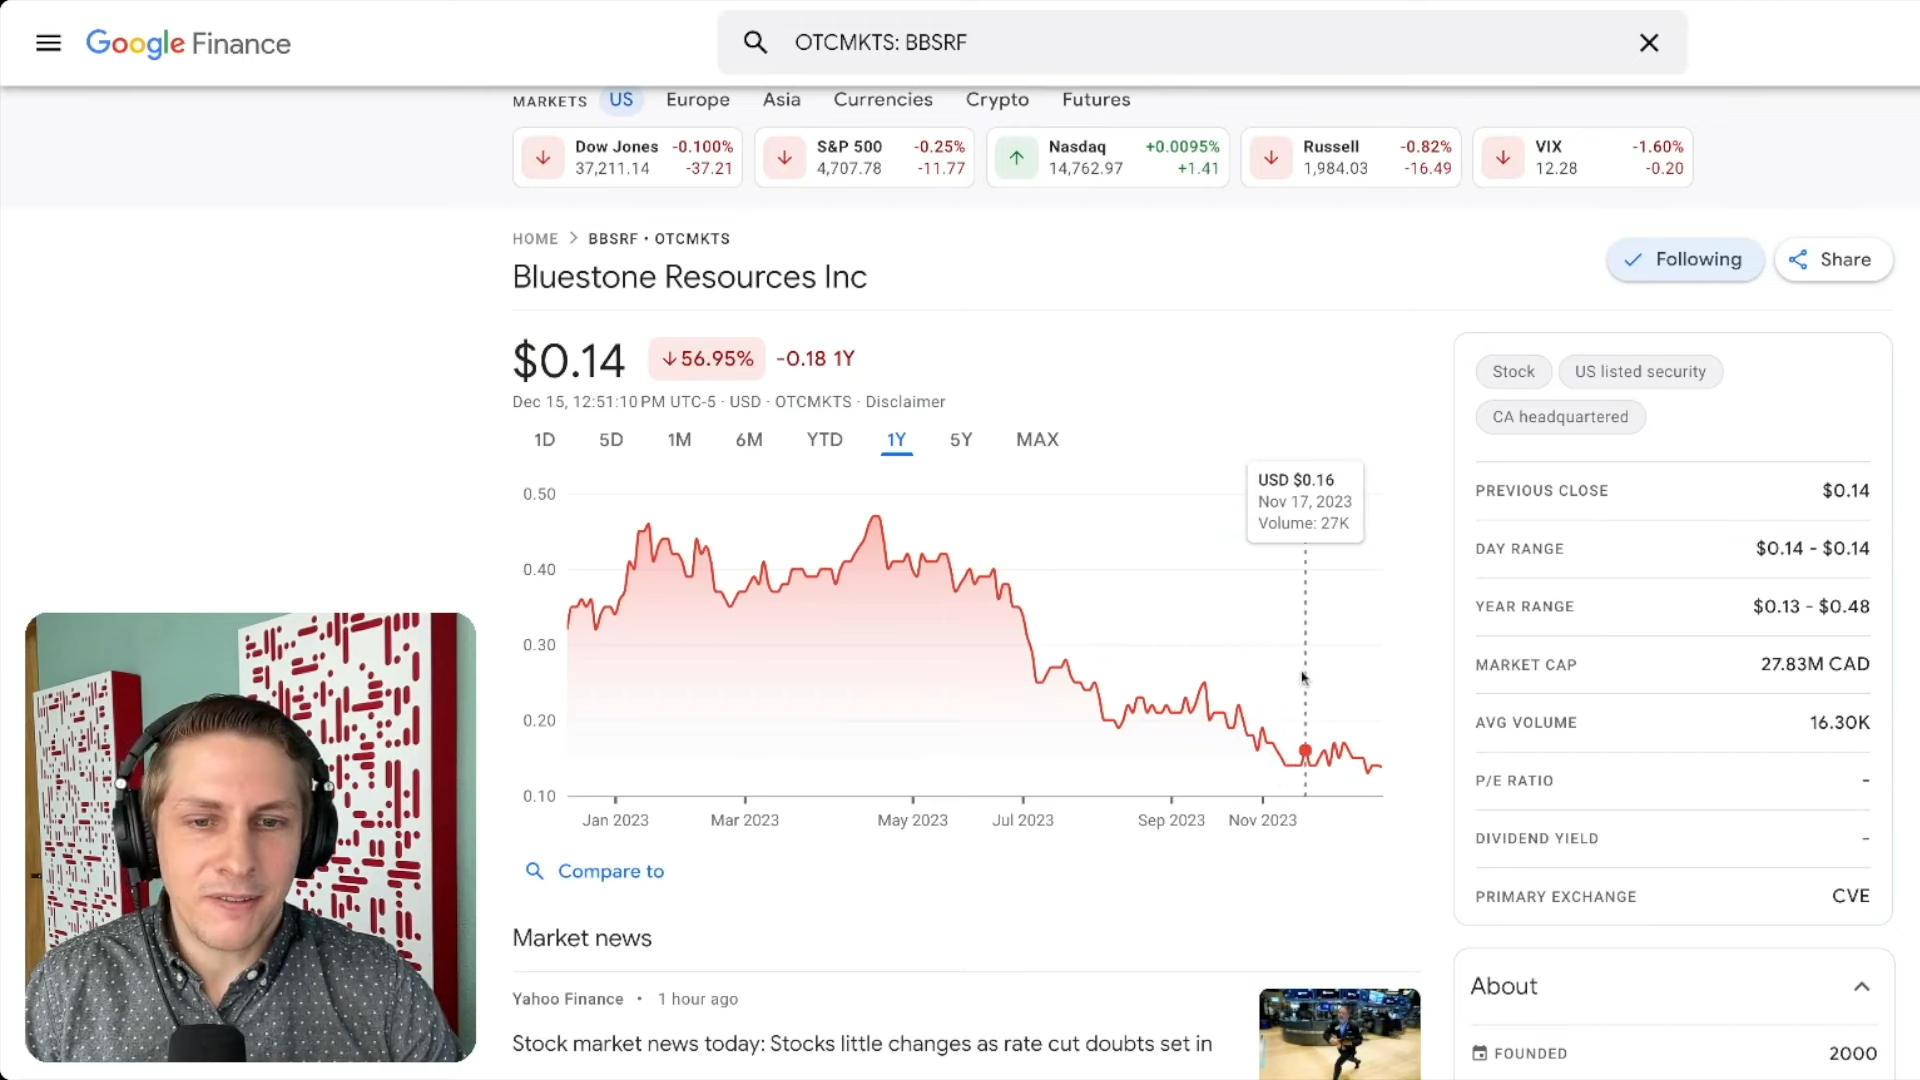 Google Finance
OTCMKTS: BBSRF
MARKETS US Europe Asia Currencies Crypto Futures
Dow Jones -0.100%
37,211.14 -37.21
S&P 500 -0.25%
4,707.78 -11.77
Nasdaq +0.0095%
14,762.97 +1.41
Russell -0.82%
1,984.03 -16.49
VIX -1.60%
12.28 -0.20
HOME > BBSRF • OTCMKTS
Bluestone Resources Inc
Following
Share
$0.14 ↓56.95% -0.18 1Y
Dec 15, 12:51:10 PM UTC-5 · USD · OTCMKTS · Disclaimer
1D 5D 1M 6M YTD 1Y 5Y MAX
USD $0.16
Nov 17, 2023
Volume: 27K
0.50
0.40
0.30
0.20
0.10
Jan 2023 Mar 2023 May 2023 Jul 2023 Sep 2023 Nov 2023
Compare to
Stock US listed security
CA headquartered
PREVIOUS CLOSE $0.14
DAY RANGE $0.14 - $0.14
YEAR RANGE $0.13 - $0.48
MARKET CAP 27.83M CAD
AVG VOLUME 16.30K
P/E RATIO -
DIVIDEND YIELD -
PRIMARY EXCHANGE CVE
Market news
Yahoo Finance • 1 hour ago
Stock market news today: Stocks little changes as rate cut doubts set in
About
FOUNDED 2000